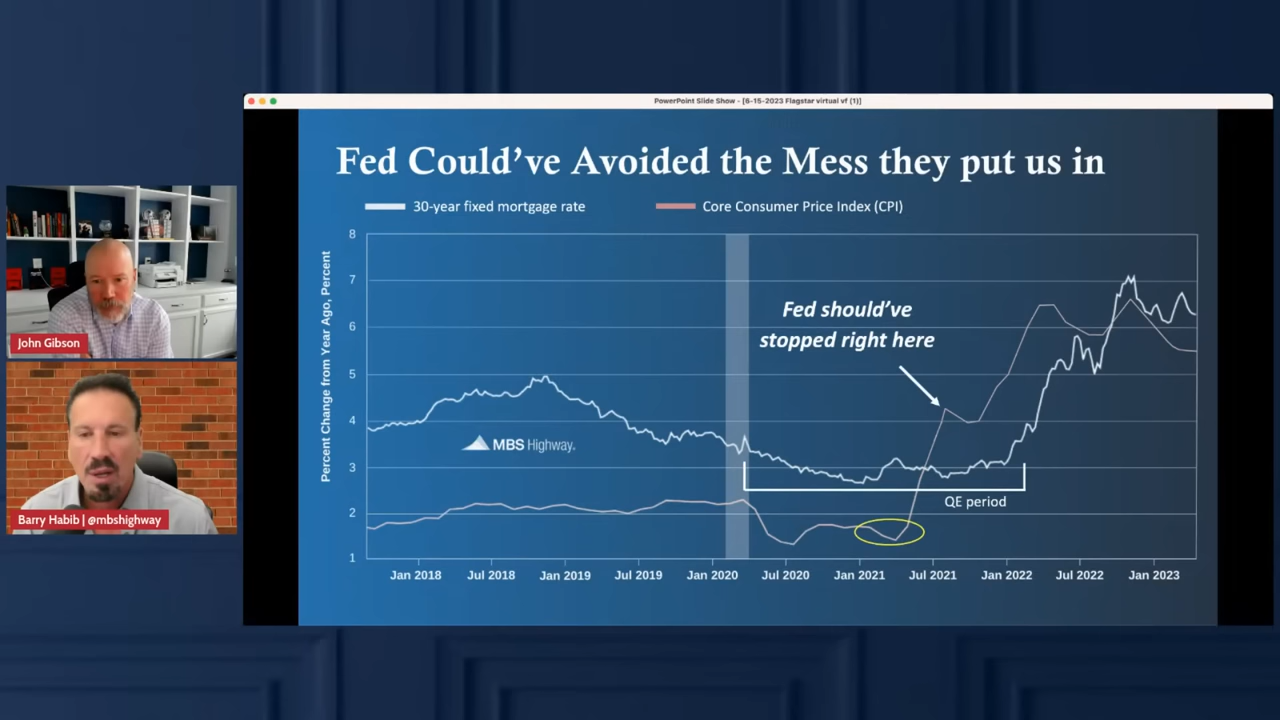 PowerPoint Slide Show - [6-15-2023 Flagstar virtual vf (1)]
Fed Could've Avoided the Mess they put us in
30-year fixed mortgage rate
Core Consumer Price Index (CPI)
Percent Change from Year Ago, Percent
8
7
6
5
4
3
2
1
Fed should've
stopped right here
MBS Highway.
QE period
Jan 2018
Jul 2018
Jan 2019
Jul 2019
Jan 2020
Jul 2020
Jan 2021
Jul 2021
Jan 2022
Jul 2022
Jan 2023
John Gibson
Barry Habib | @mbshighway